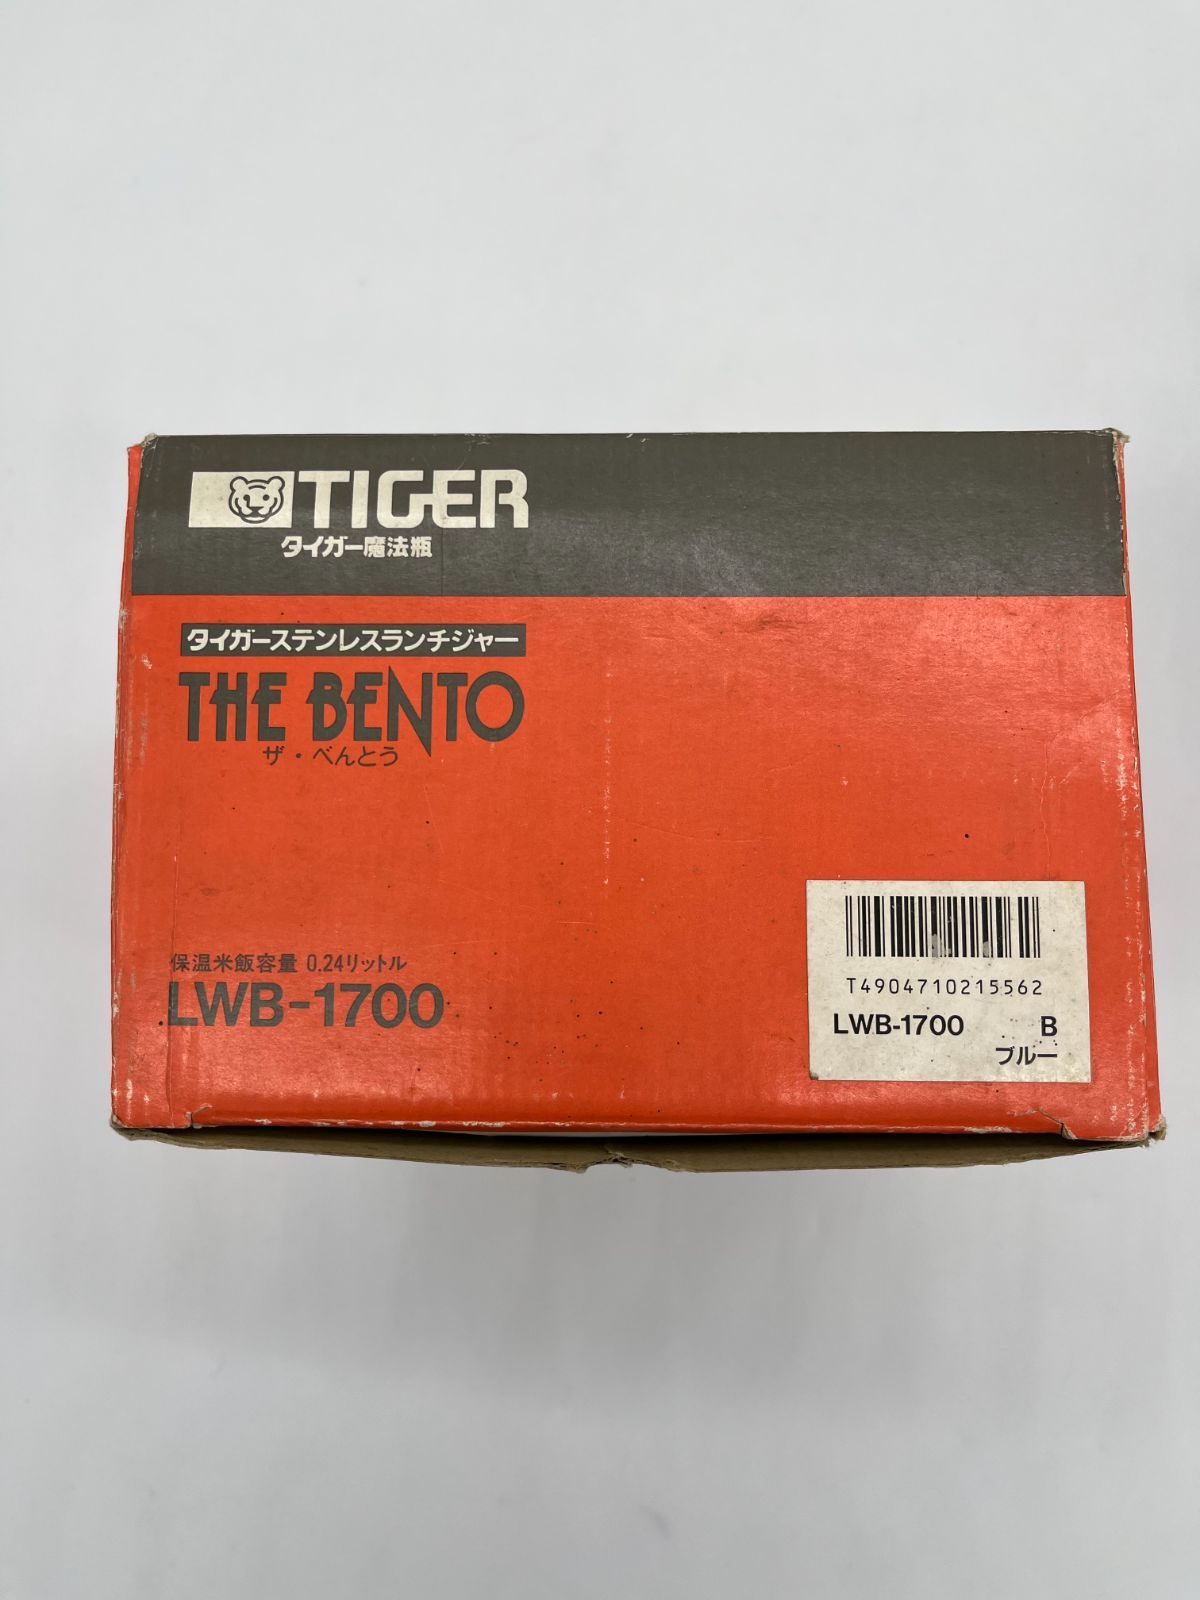 TIGER
タイガー魔法瓶
タイガーステンレスランチジャー
THE BENTO
ザ・べんとう
保温米飯容量 0.24リットル
LWB-1700
T4904710215562
LWB-1700 B
ブルー